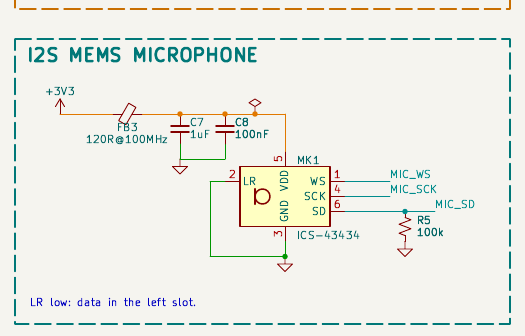 I2S MEMS MICROPHONE
+3V3
FB3
120R@100MHz
C7
1uF
C8
100nF
MK1
5
VDD
2
LR
WS
1
MIC_WS
SCK
4
MIC_SCK
SD
6
MIC_SD
GND
3
ICS-43434
R5
100k
LR low: data in the left slot.